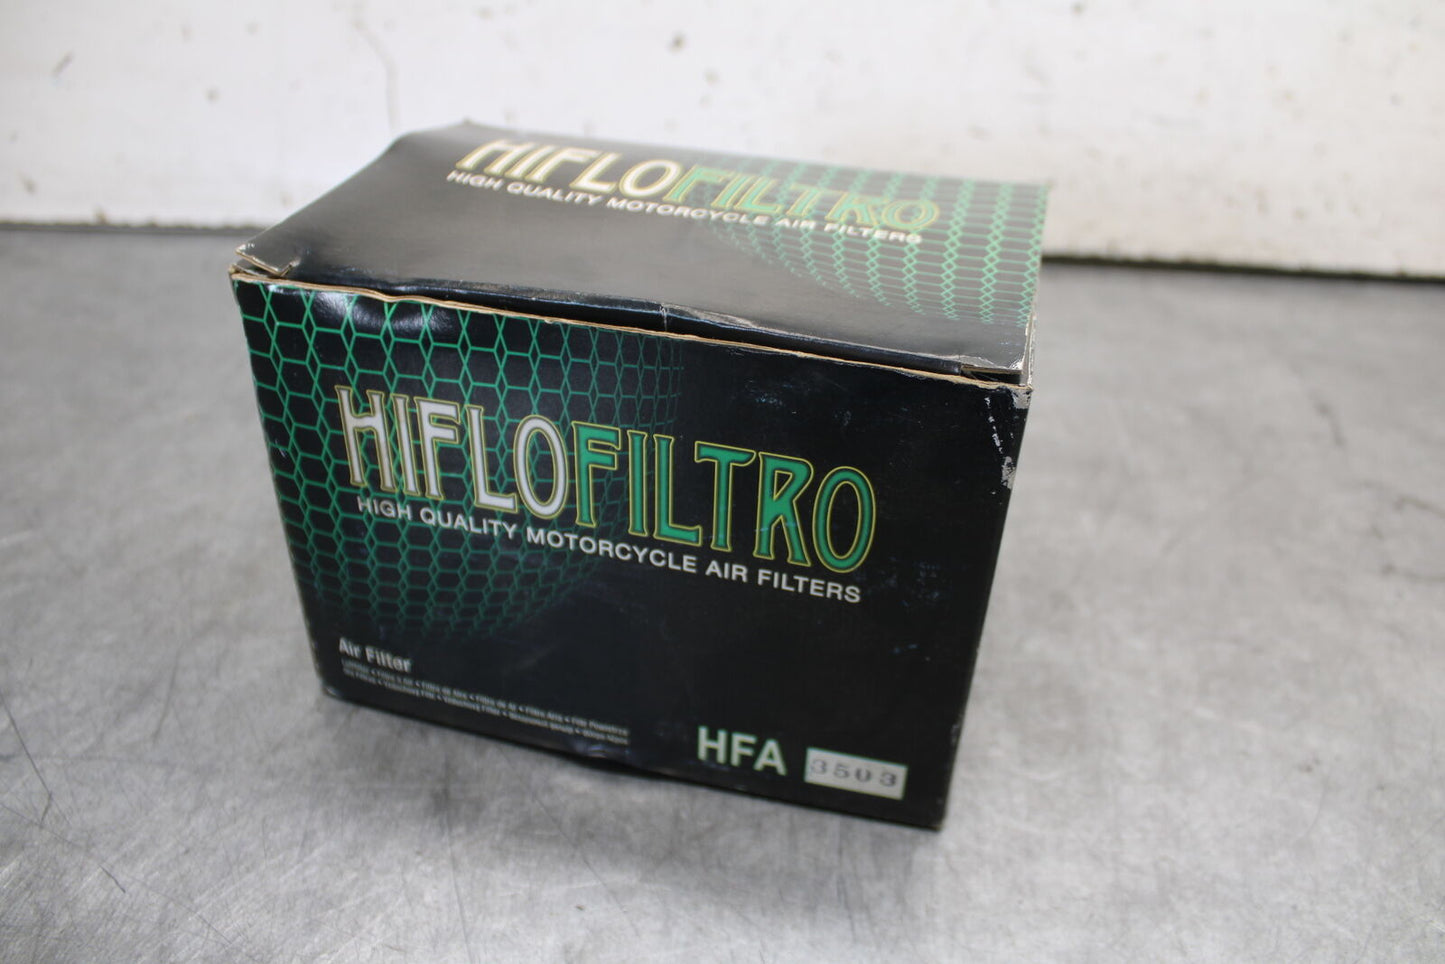 HIFLOFILTRO
HIGH QUALITY MOTORCYCLE AIR FILTERS
HIFLOFILTRO
HIGH QUALITY MOTORCYCLE AIR FILTERS
Air Filter
HFA 3503